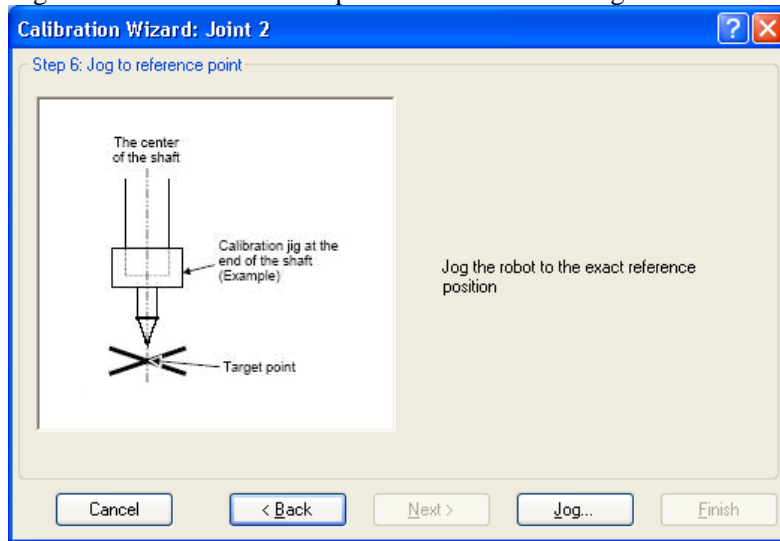 Calibration Wizard: Joint 2
Step 6: Jog to reference point
The center
of the shaft
Calibration jig at the
end of the shaft
(Example)
Target point
Jog the robot to the exact reference
position
Cancel
< Back
Next >
Jog...
Finish